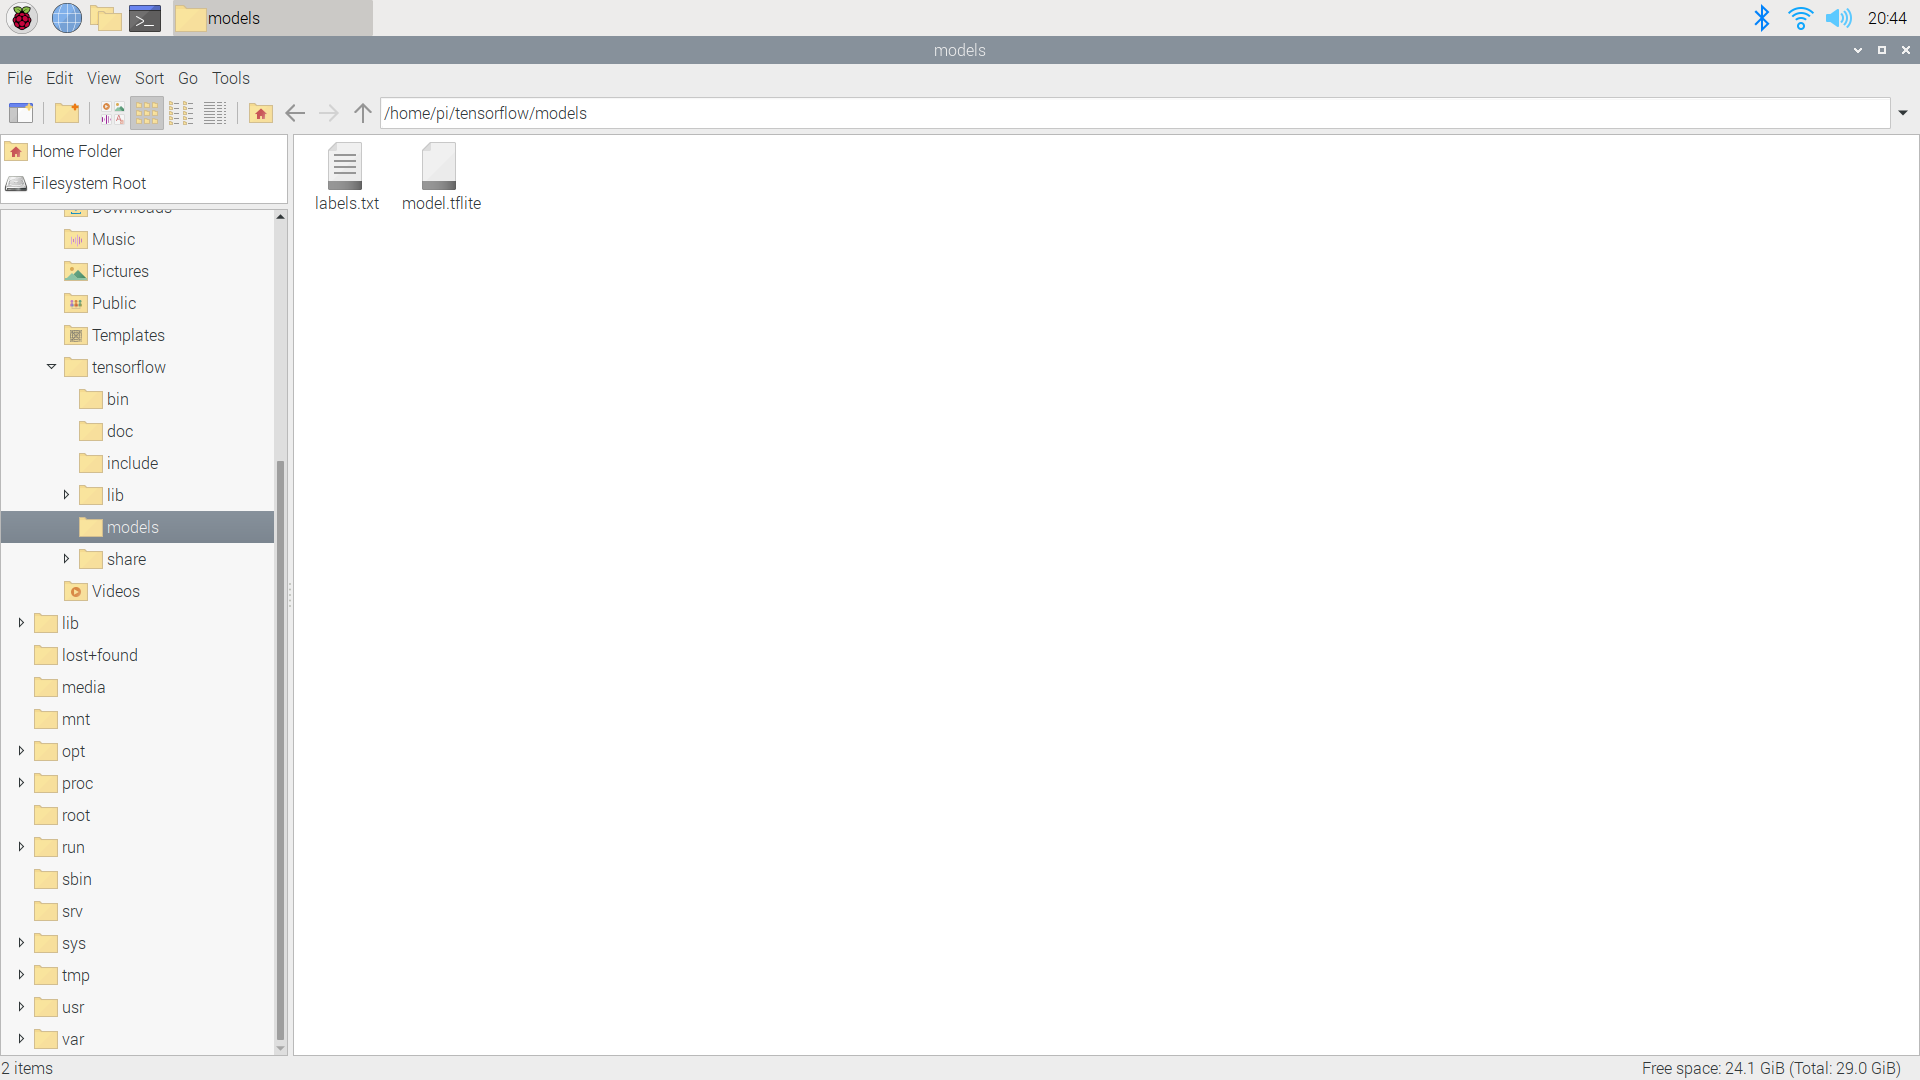 models
20:44
models
File Edit View Sort Go Tools
/home/pi/tensorflow/models
Home Folder
Filesystem Root
Downloads
Music
Pictures
Public
Templates
tensorflow
bin
doc
include
lib
models
share
Videos
lib
lost+found
media
mnt
opt
proc
root
run
sbin
srv
sys
tmp
usr
var
labels.txt model.tflite
2 items
Free space: 24.1 GiB (Total: 29.0 GiB)